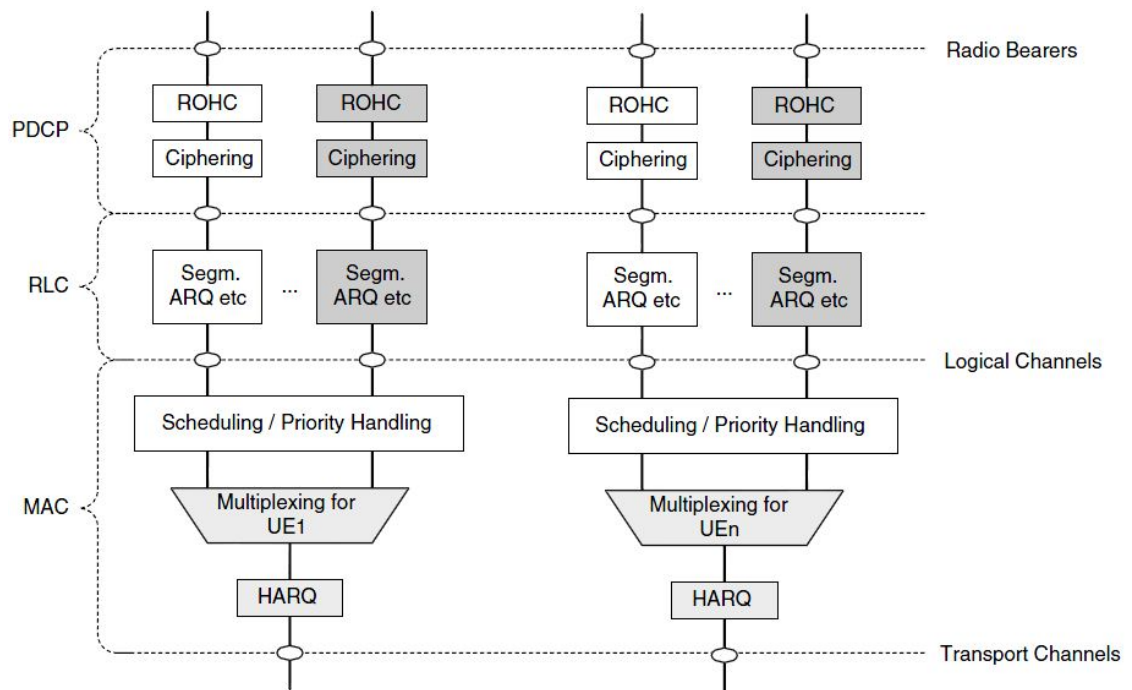 Radio Bearers
ROHC
ROHC
ROHC
ROHC
PDCP
Ciphering
Ciphering
Ciphering
Ciphering
RLC
Segm.
ARQ etc
...
Segm.
ARQ etc
Segm.
ARQ etc
...
Segm.
ARQ etc
Logical Channels
Scheduling / Priority Handling
Scheduling / Priority Handling
MAC
Multiplexing for
UE1
Multiplexing for
UEn
HARQ
HARQ
Transport Channels